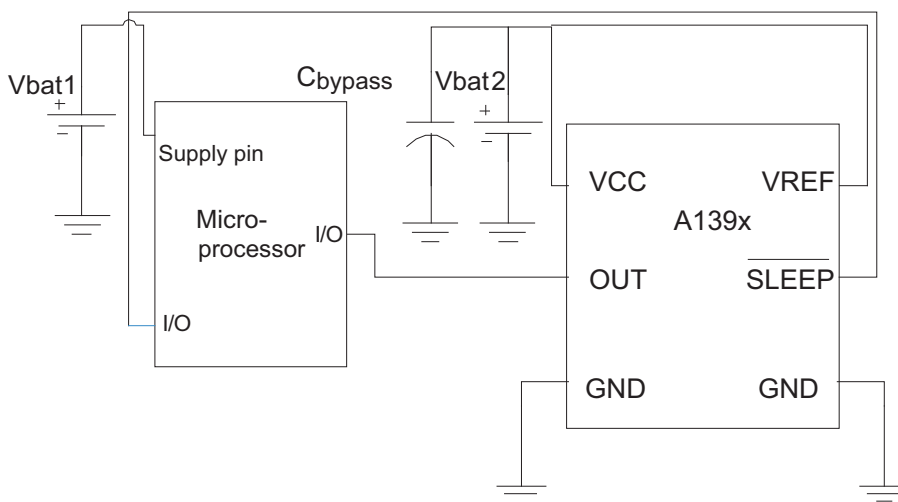 Vbat1
+
-
Cbypass
Vbat2
+
-
Supply pin
Micro-
processor
I/O
I/O
VCC
VREF
A139x
OUT
SLEEP
GND
GND